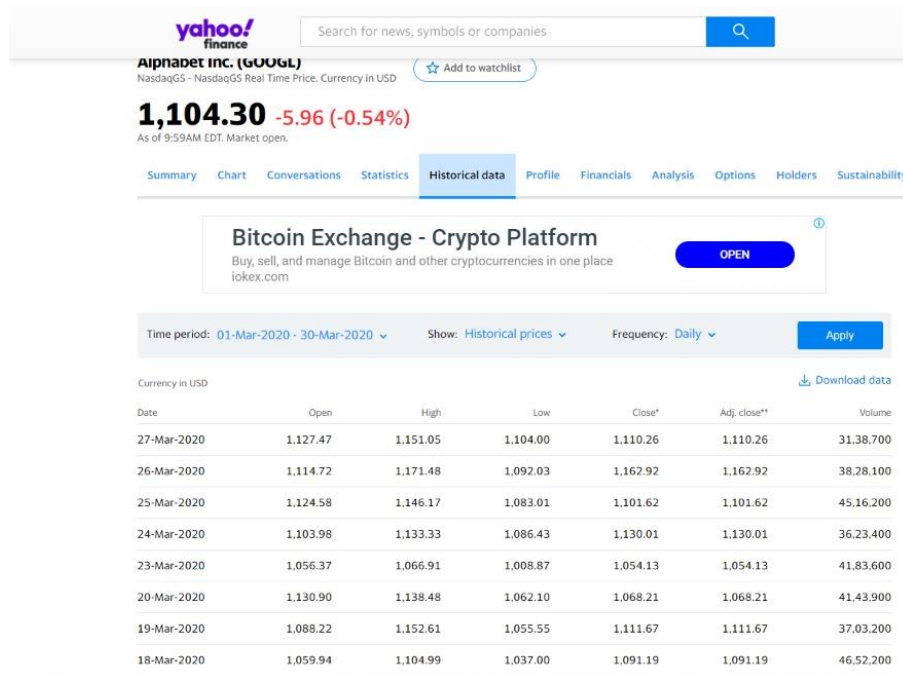 yahoo!
finance
Search for news, symbols or companies
Alphabet Inc. (GOOGL)
NasdaqGS - NasdaqGS Real Time Price. Currency in USD
Add to watchlist
1,104.30 -5.96 (-0.54%)
As of 9:59AM EDT. Market open.
Summary Chart Conversations Statistics Historical data Profile Financials Analysis Options Holders Sustainability
Bitcoin Exchange - Crypto Platform
Buy, sell, and manage Bitcoin and other cryptocurrencies in one place
iokex.com
OPEN
Time period: 01-Mar-2020 - 30-Mar-2020 Show: Historical prices Frequency: Daily Apply
Currency in USD Download data
Date Open High Low Close* Adj. close** Volume
27-Mar-2020 1,127.47 1,151.05 1,104.00 1,110.26 1,110.26 31,38,700
26-Mar-2020 1,114.72 1,171.48 1,092.03 1,162.92 1,162.92 38,28,100
25-Mar-2020 1,124.58 1,146.17 1,083.01 1,101.62 1,101.62 45,16,200
24-Mar-2020 1,103.98 1,133.33 1,086.43 1,130.01 1,130.01 36,23,400
23-Mar-2020 1,056.37 1,066.91 1,008.87 1,054.13 1,054.13 41,83,600
20-Mar-2020 1,130.90 1,138.48 1,062.10 1,068.21 1,068.21 41,43,900
19-Mar-2020 1,088.22 1,152.61 1,055.55 1,111.67 1,111.67 37,03,200
18-Mar-2020 1,059.94 1,104.99 1,037.00 1,091.19 1,091.19 46,52,200